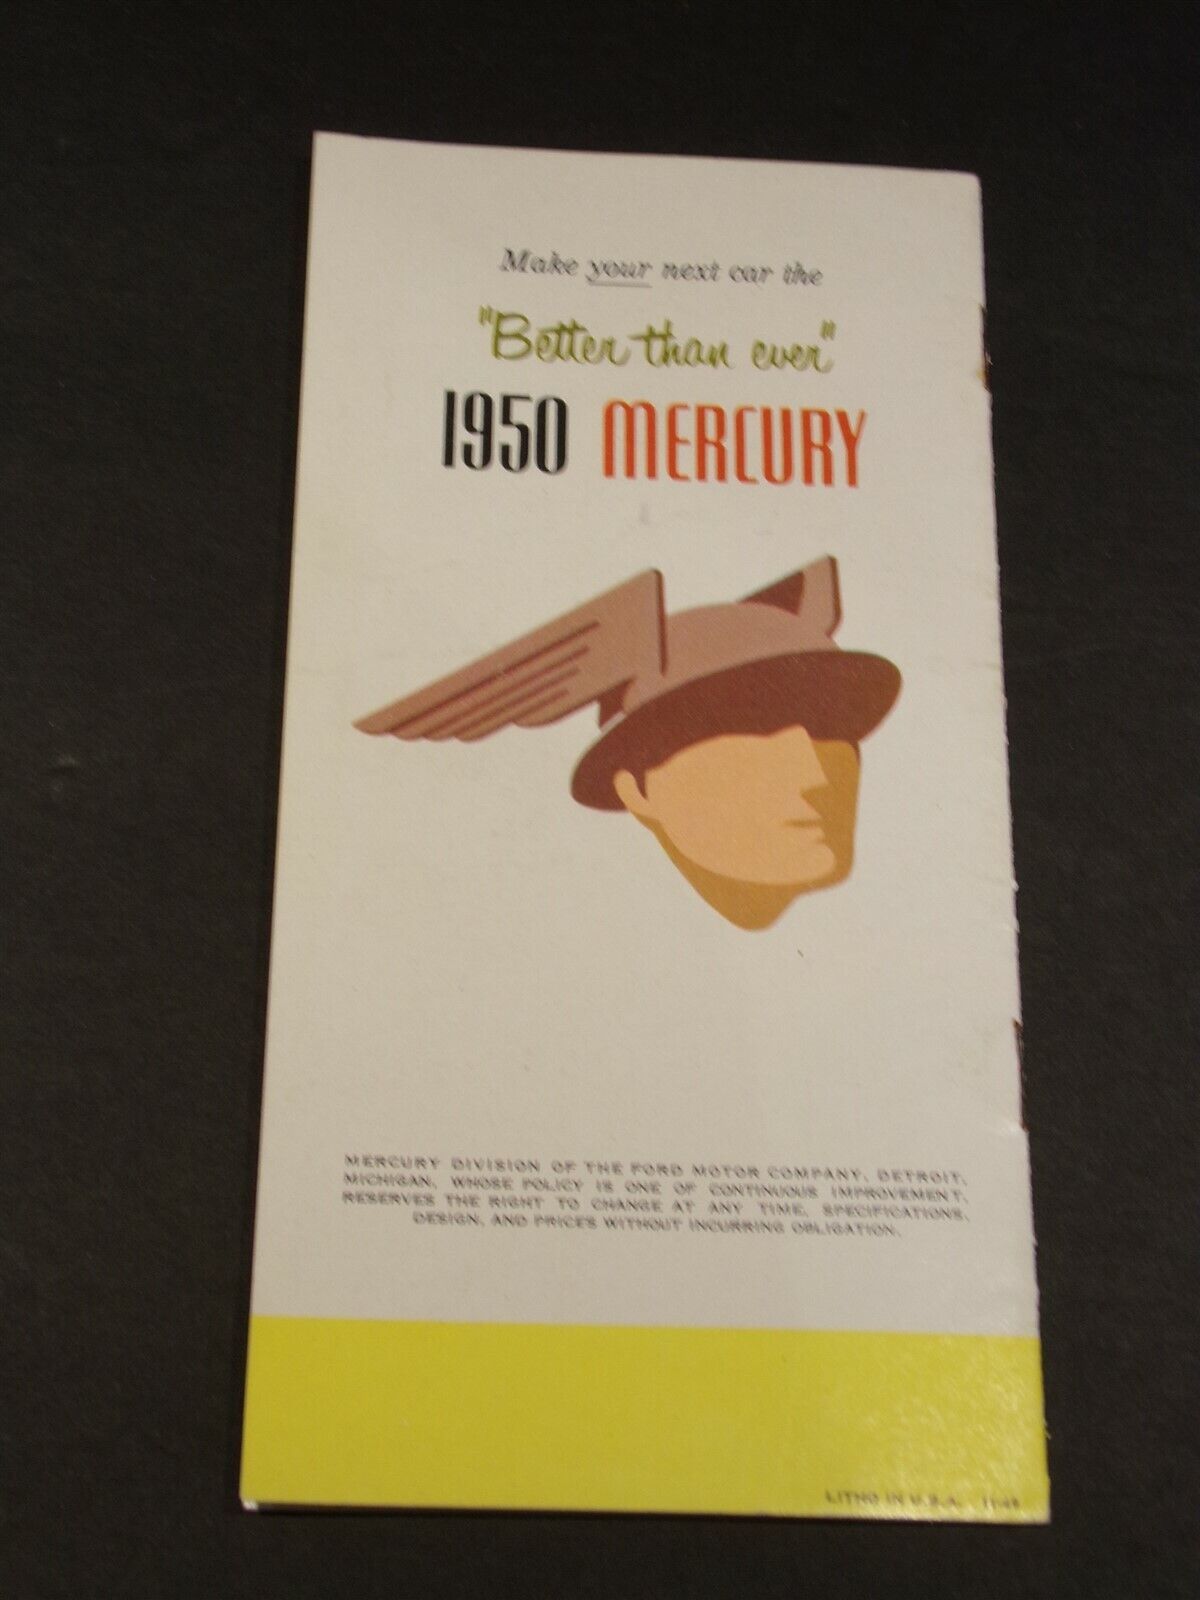 Make your next car the
"Better than ever"
1950 MERCURY
MERCURY DIVISION OF THE FORD MOTOR COMPANY, DETROIT,
MICHIGAN, WHOSE POLICY IS ONE OF CONTINUOUS IMPROVEMENT,
RESERVES THE RIGHT TO CHANGE AT ANY TIME, SPECIFICATIONS,
DESIGN, AND PRICES WITHOUT INCURRING OBLIGATION.
LITHO IN U.S.A.